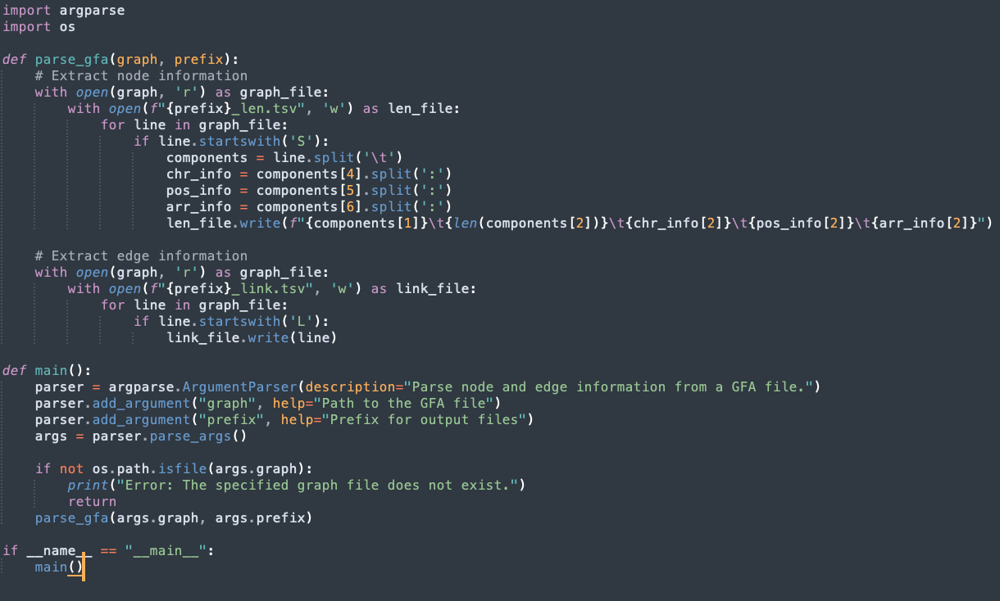 import argparse
import os

def parse_gfa(graph, prefix):
    # Extract node information
    with open(graph, 'r') as graph_file:
        with open(f"{prefix}_len.tsv", 'w') as len_file:
            for line in graph_file:
                if line.startswith('S'):
                    components = line.split('\t')
                    chr_info = components[4].split(':')
                    pos_info = components[5].split(':')
                    arr_info = components[6].split(':')
                    len_file.write(f"{components[1]}\t{len(components[2])}\t{chr_info[2]}\t{pos_info[2]}\t{arr_info[2]}")

    # Extract edge information
    with open(graph, 'r') as graph_file:
        with open(f"{prefix}_link.tsv", 'w') as link_file:
            for line in graph_file:
                if line.startswith('L'):
                    link_file.write(line)

def main():
    parser = argparse.ArgumentParser(description="Parse node and edge information from a GFA file.")
    parser.add_argument("graph", help="Path to the GFA file")
    parser.add_argument("prefix", help="Prefix for output files")
    args = parser.parse_args()

    if not os.path.isfile(args.graph):
        print("Error: The specified graph file does not exist.")
        return
    parse_gfa(args.graph, args.prefix)

if __name__ == "__main__":
    main()